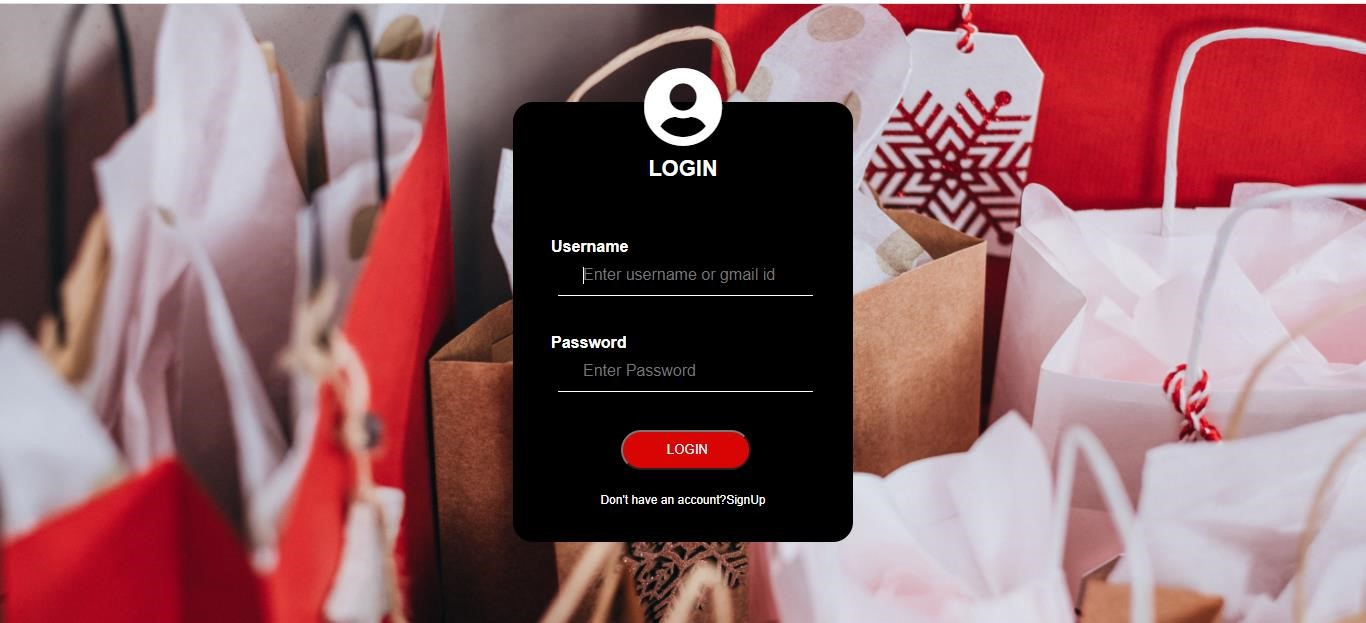 LOGIN
Username
Enter username or gmail id
Password
Enter Password
LOGIN
Don't have an account?SignUp